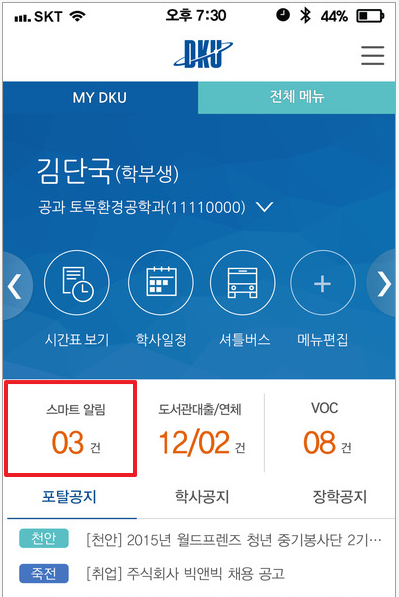 SKT 오후 7:30 44%
DKU
MY DKU 전체 메뉴
김단국(학부생)
공과 토목환경공학과(11110000)
시간표 보기 학사일정 셔틀버스 메뉴편집
스마트 알림 도서관대출/연체 VOC
03 건 12/02 건 08 건
포탈공지 학사공지 장학공지
천안 [천안] 2015년 월드프렌즈 청년 중기봉사단 2기…
죽전 [취업] 주식회사 빅앤빅 채용 공고